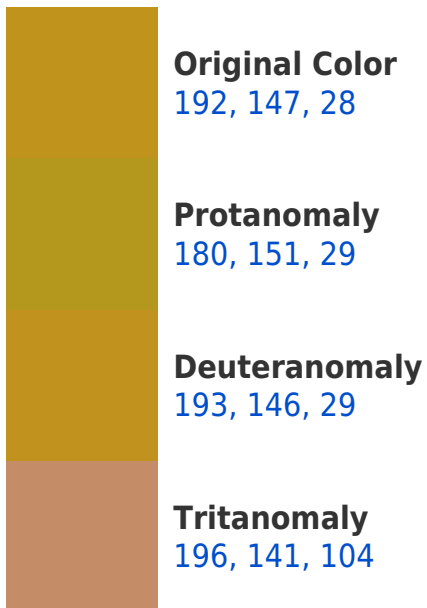 Original Color
192, 147, 28
Protanomaly
180, 151, 29
Deuteranomaly
193, 146, 29
Tritanomaly
196, 141, 104